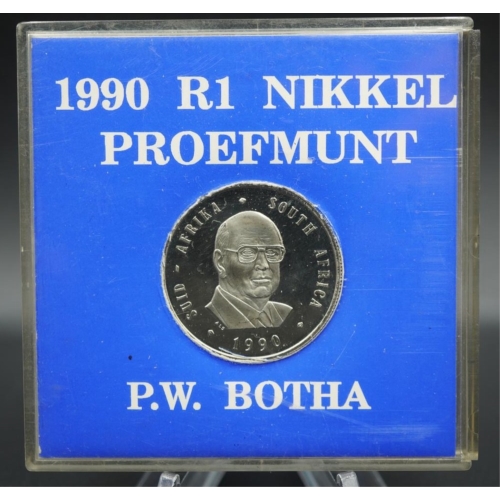 1990 R1 NIKKEL
PROEFMUNT
SUID - AFRIKA • SOUTH AFRICA
• 1990 •
P.W. BOTHA